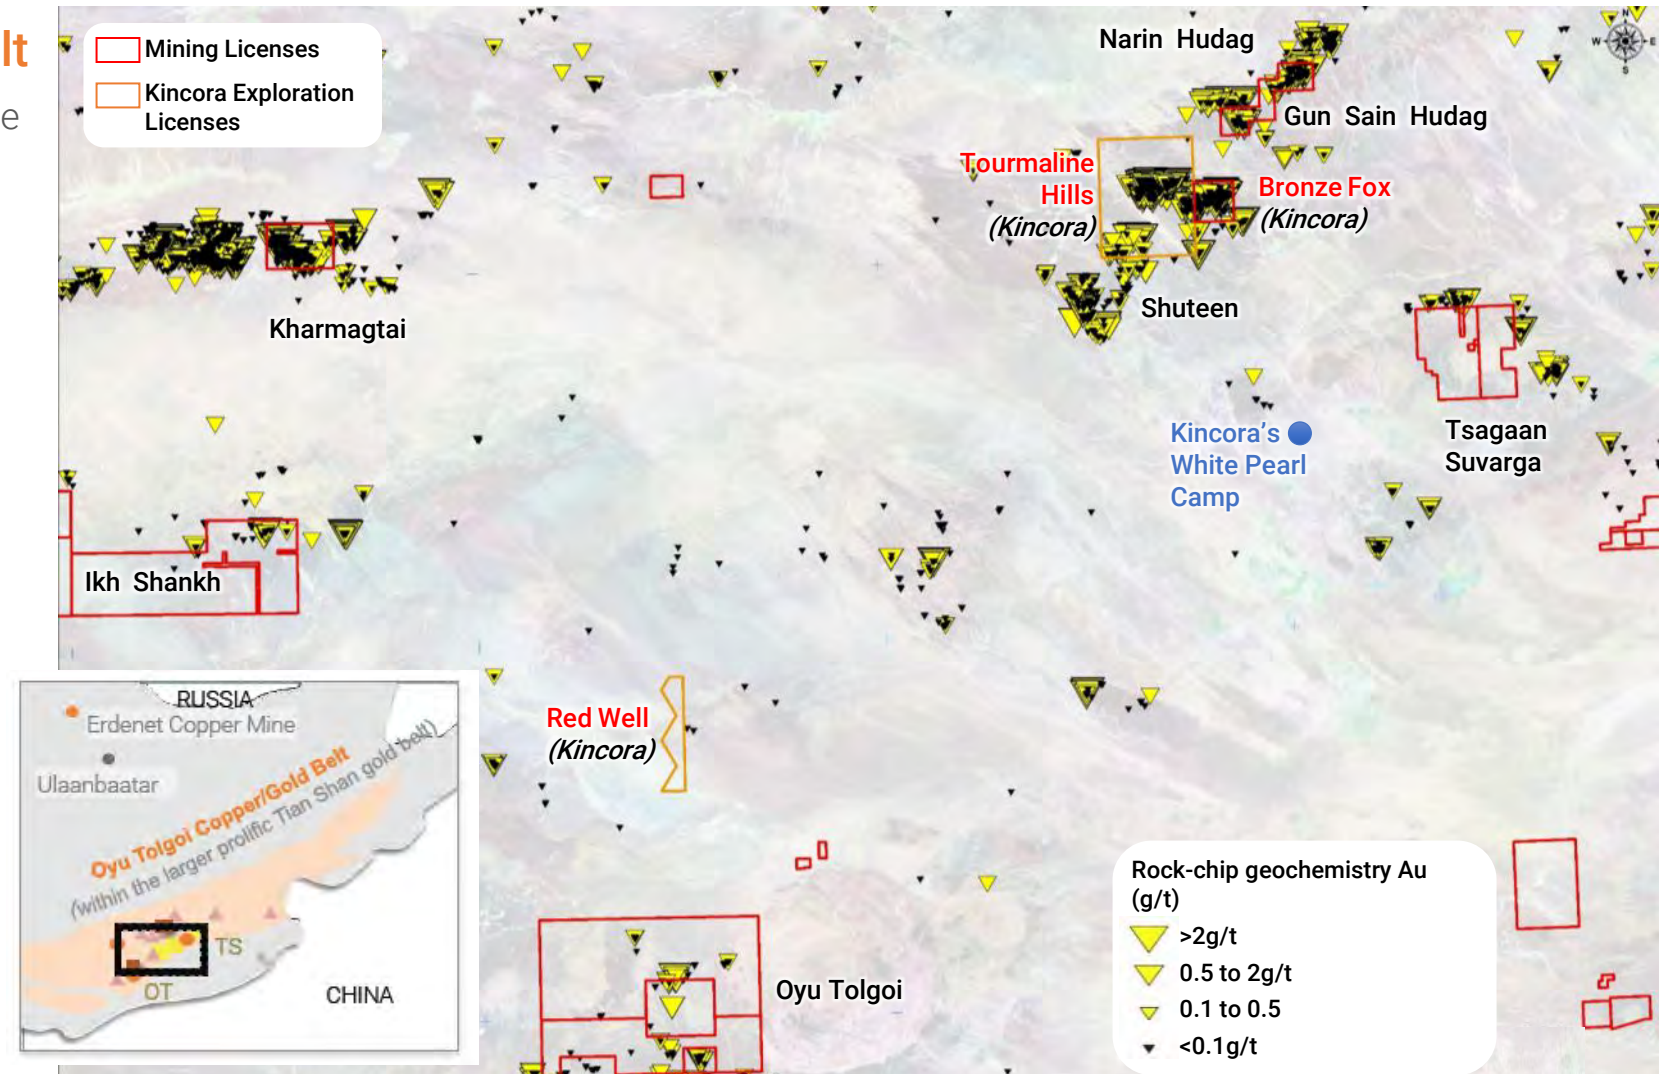 lt
e
Mining Licenses
Kincora Exploration
Licenses
Narin Hudag
N
W
E
S
Gun Sain Hudag
Tourmaline
Hills
(Kincora)
Bronze Fox
(Kincora)
Shuteen
Kharmagtai
Kincora's
White Pearl
Camp
Tsagaan
Suvarga
Ikh Shankh
Red Well
(Kincora)
RUSSIA
Erdenet Copper Mine
Ulaanbaatar
Oyu Tolgoi Copper/Gold Belt
(within the larger prolific Tian Shan gold belt)
TS
OT
CHINA
Oyu Tolgoi
Rock-chip geochemistry Au
(g/t)
>2g/t
0.5 to 2g/t
0.1 to 0.5
<0.1g/t